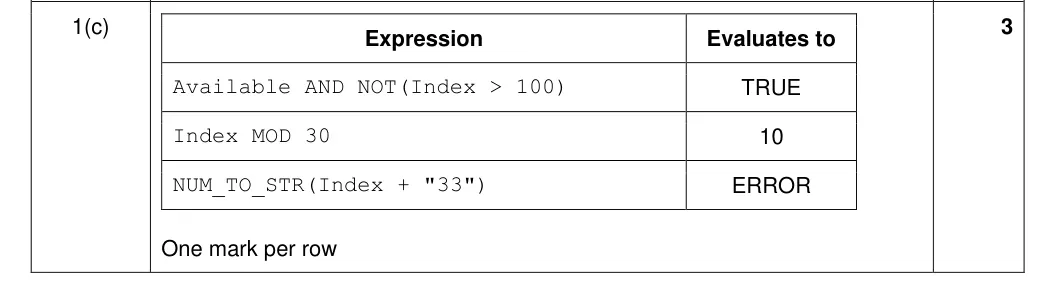 1(c)
Expression Evaluates to 3
Available AND NOT(Index > 100) TRUE
Index MOD 30 10
NUM_TO_STR(Index + "33") ERROR
One mark per row